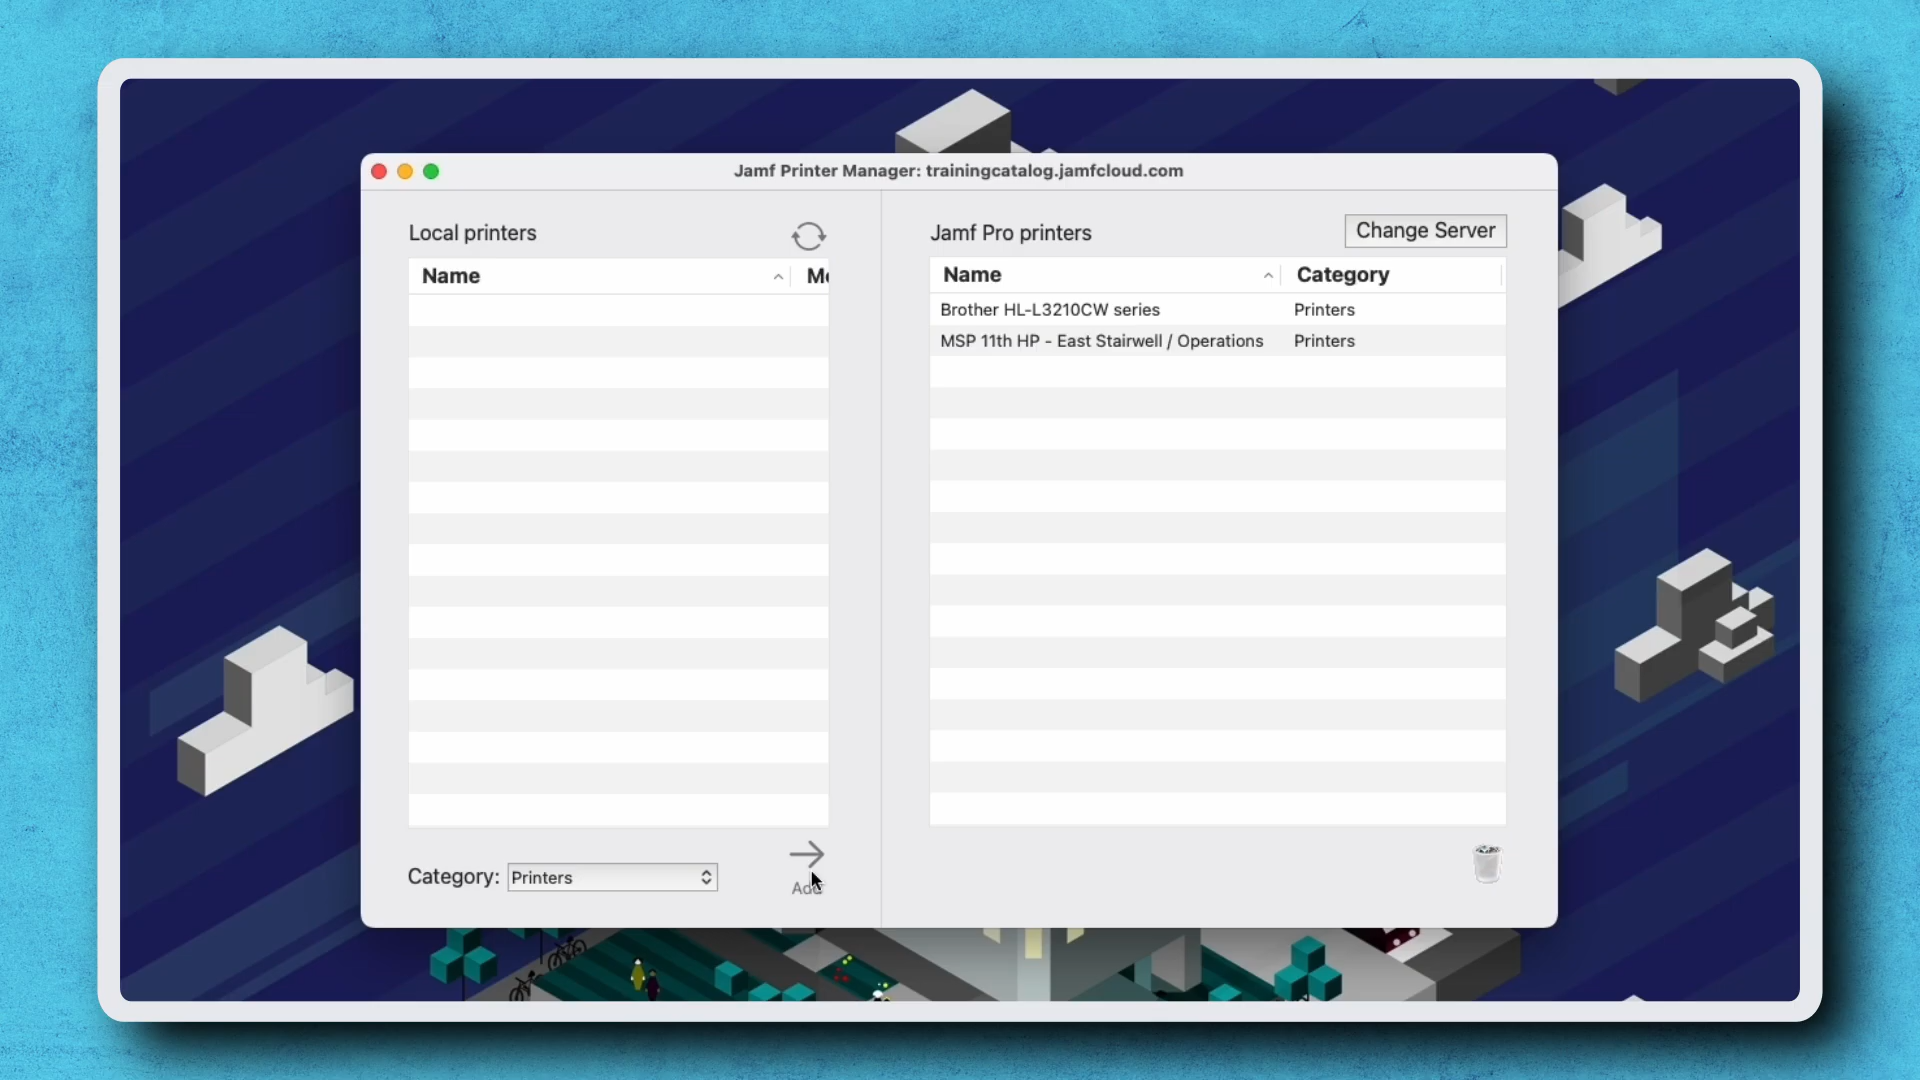 Jamf Printer Manager: trainingcatalog.jamfcloud.com
Local printers
Name
Jamf Pro printers
Change Server
Name Category
Brother HL-L3210CW series Printers
MSP 11th HP - East Stairwell / Operations Printers
Category: Printers
Add